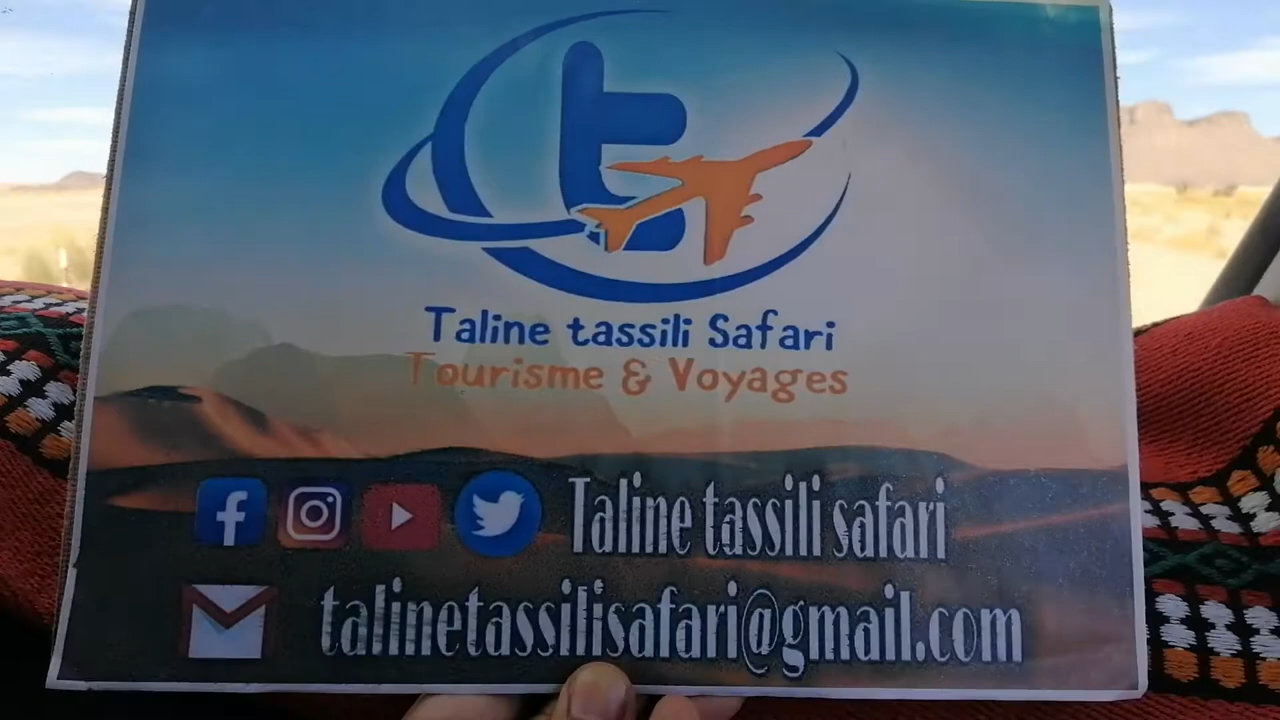 t
Taline tassili Safari
Tourisme & Voyages
Taline tassili safari
talinetassilisafari@gmail.com